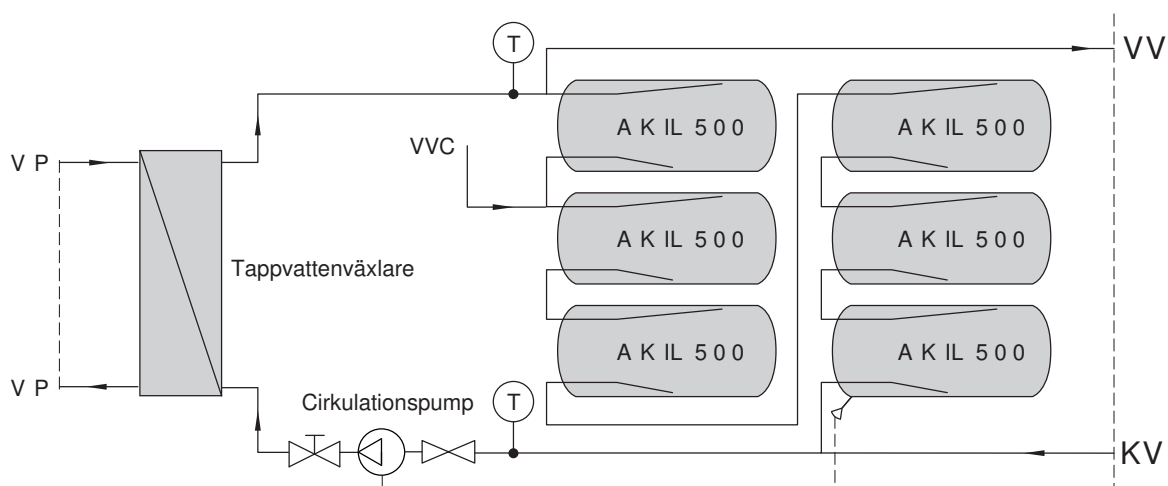 T
VV
AKIL 500
AKIL 500
VVC
VP
AKIL 500
AKIL 500
Tappvattenväxlare
AKIL 500
AKIL 500
VP
Cirkulationspump
T
KV